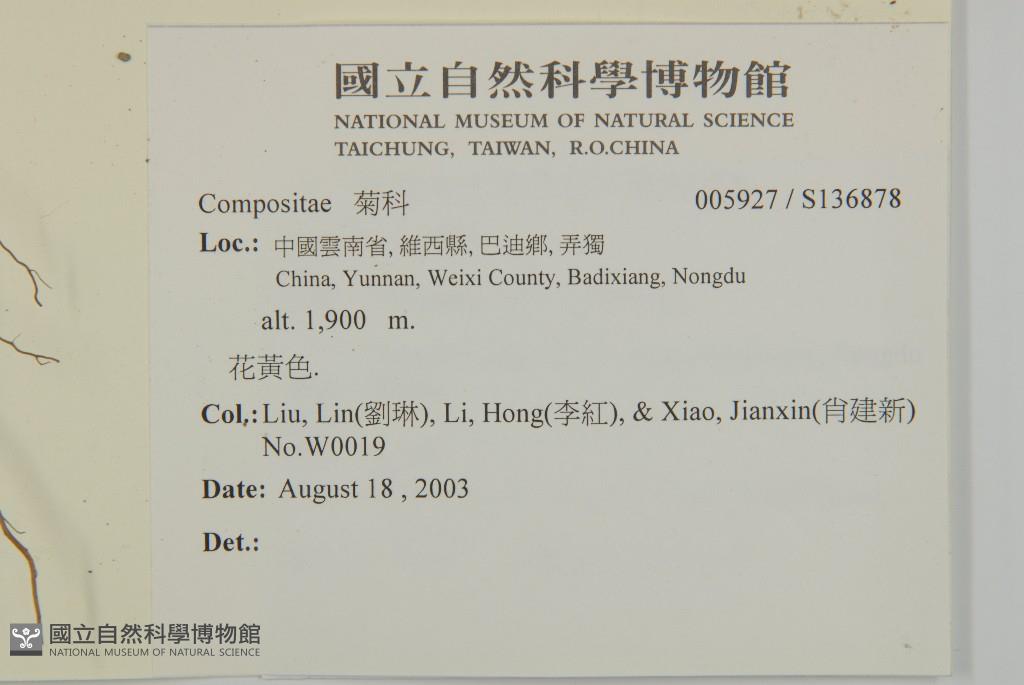 國立自然科學博物館
NATIONAL MUSEUM OF NATURAL SCIENCE
TAICHUNG, TAIWAN, R.O.CHINA
Compositae 菊科 005927 / S136878
Loc.: 中國雲南省, 維西縣, 巴迪鄉, 弄獨
China, Yunnan, Weixi County, Badixiang, Nongdu
alt. 1,900 m.
花黃色.
Col.: Liu, Lin(劉琳), Li, Hong(李紅), & Xiao, Jianxin(肖建新)
No.W0019
Date: August 18 , 2003
Det.:
國立自然科學博物館
NATIONAL MUSEUM OF NATURAL SCIENCE